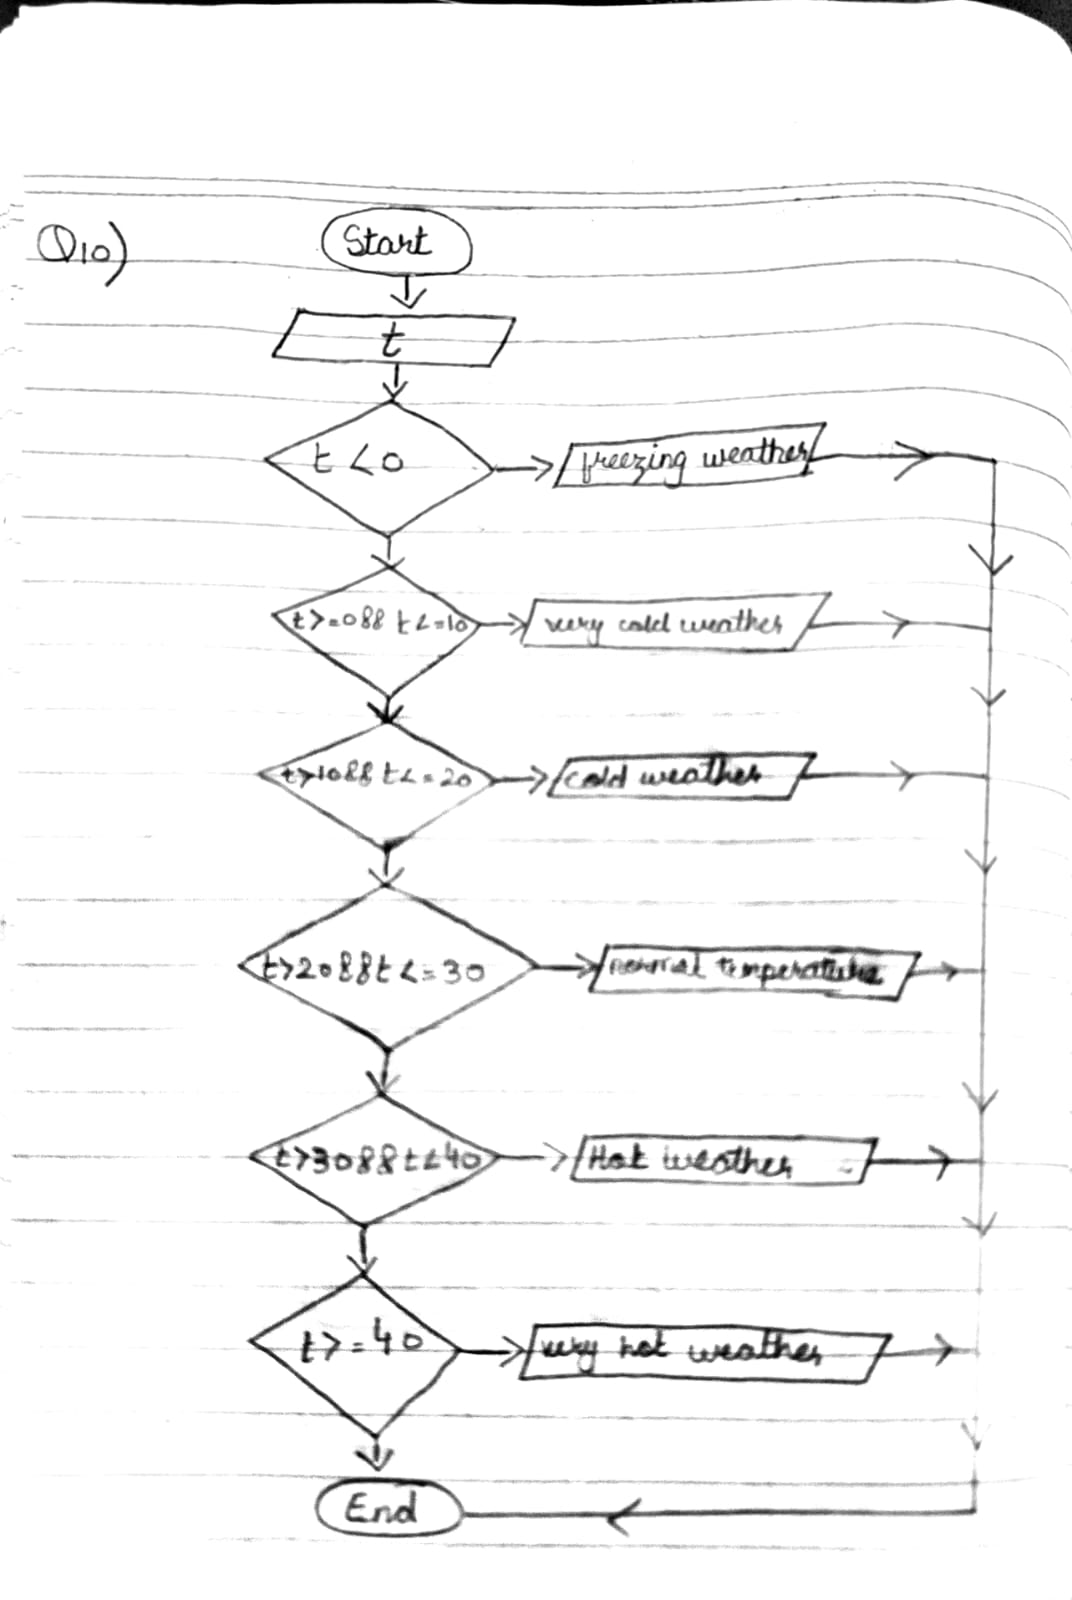 Q10)
Start
t
t<0
freezing weather
t>=0&& t<=10
very cold weather
t>10&& t<=20
cold weather
t>20&&t<=30
normal temperature
t>30&&t<40
Hot weather
t>=40
very hot weather
End